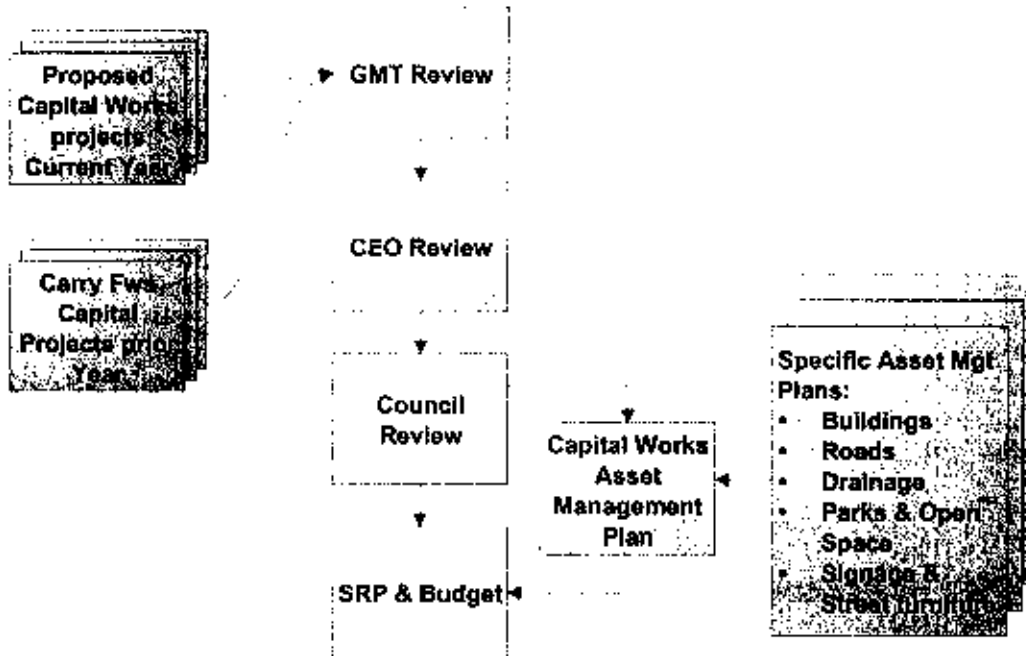 Proposed
Capital Works
projects
Current Year
GMT Review
CEO Review
Carry Fws
Capital
Projects prior
Year
Council
Review
SRP & Budget
Capital Works
Asset
Management
Plan
Specific Asset Mgt
Plans:
• Buildings
• Roads
• Drainage
• Parks & Open
Space
• Signage &
Street furniture